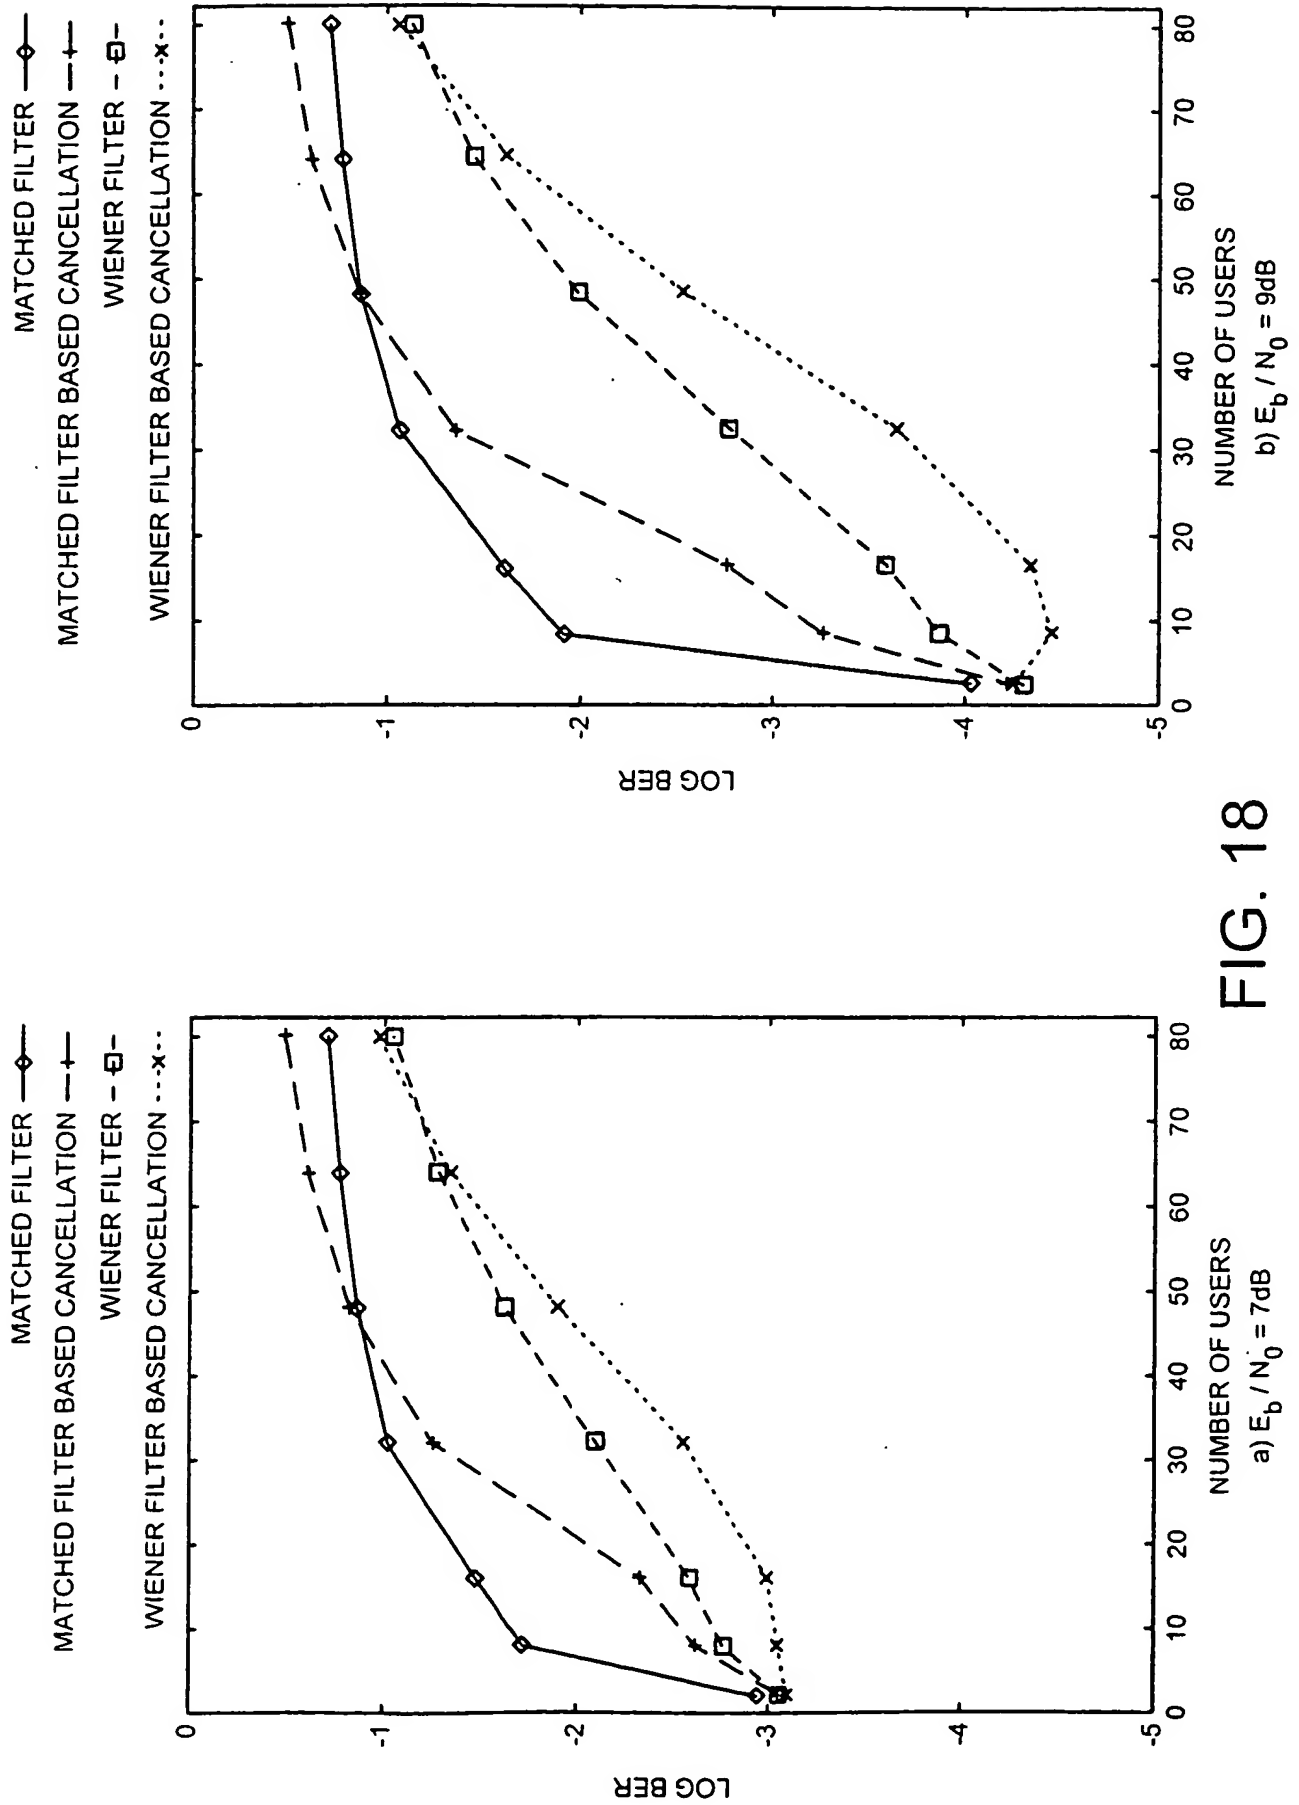 MATCHED FILTER
MATCHED FILTER BASED CANCELLATION
WIENER FILTER
WIENER FILTER BASED CANCELLATION
0
-1
-2
-3
-4
-5
LOG BER
0 10 20 30 40 50 60 70 80
NUMBER OF USERS
a) E_b / N_0 = 7dB
MATCHED FILTER
MATCHED FILTER BASED CANCELLATION
WIENER FILTER
WIENER FILTER BASED CANCELLATION
0
-1
-2
-3
-4
-5
LOG BER
0 10 20 30 40 50 60 70 80
NUMBER OF USERS
b) E_b / N_0 = 9dB
FIG. 18